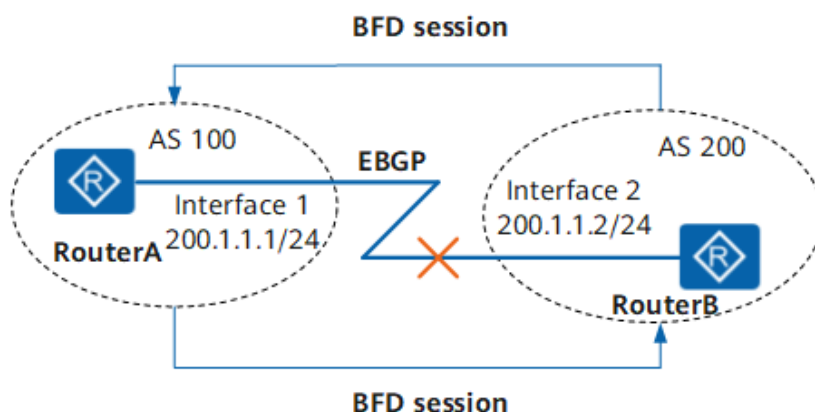 BFD session
AS 100
AS 200
EBGP
R
Interface 1
200.1.1.1/24
Interface 2
200.1.1.2/24
RouterA
R
RouterB
BFD session